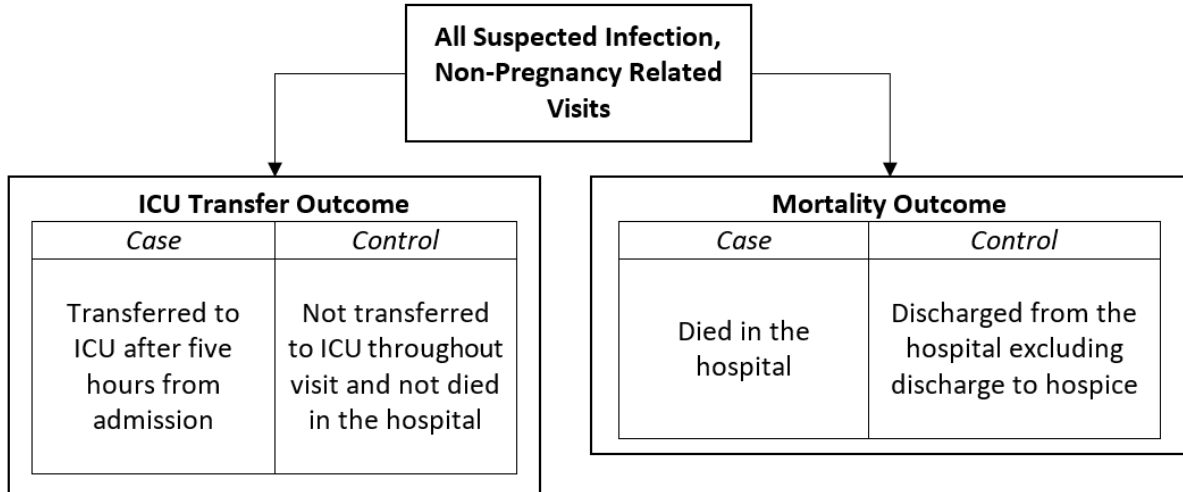 All Suspected Infection,
Non-Pregnancy Related
Visits
ICU Transfer Outcome
Case
Control
Transferred to
ICU after five
hours from
admission
Not transferred
to ICU throughout
visit and not died
in the hospital
Mortality Outcome
Case
Control
Died in the
hospital
Discharged from the
hospital excluding
discharge to hospice